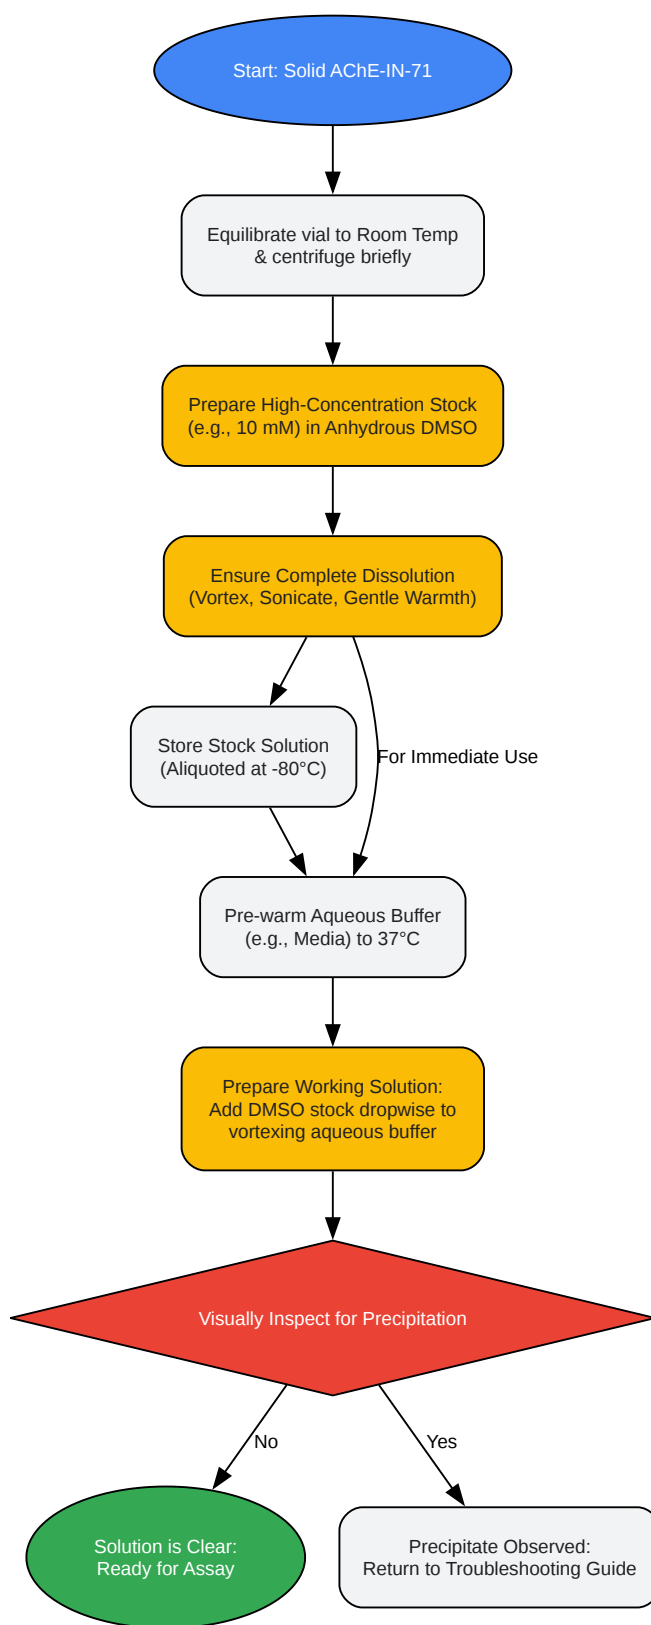 Start: Solid AChE-IN-71
Equilibrate vial to Room Temp
& centrifuge briefly
Prepare High-Concentration Stock
(e.g., 10 mM) in Anhydrous DMSO
Ensure Complete Dissolution
(Vortex, Sonicate, Gentle Warmth)
Store Stock Solution
(Aliquoted at -80°C)
For Immediate Use
Pre-warm Aqueous Buffer
(e.g., Media) to 37°C
Prepare Working Solution:
Add DMSO stock dropwise to
vortexing aqueous buffer
Visually Inspect for Precipitation
No
Yes
Solution is Clear:
Ready for Assay
Precipitate Observed:
Return to Troubleshooting Guide